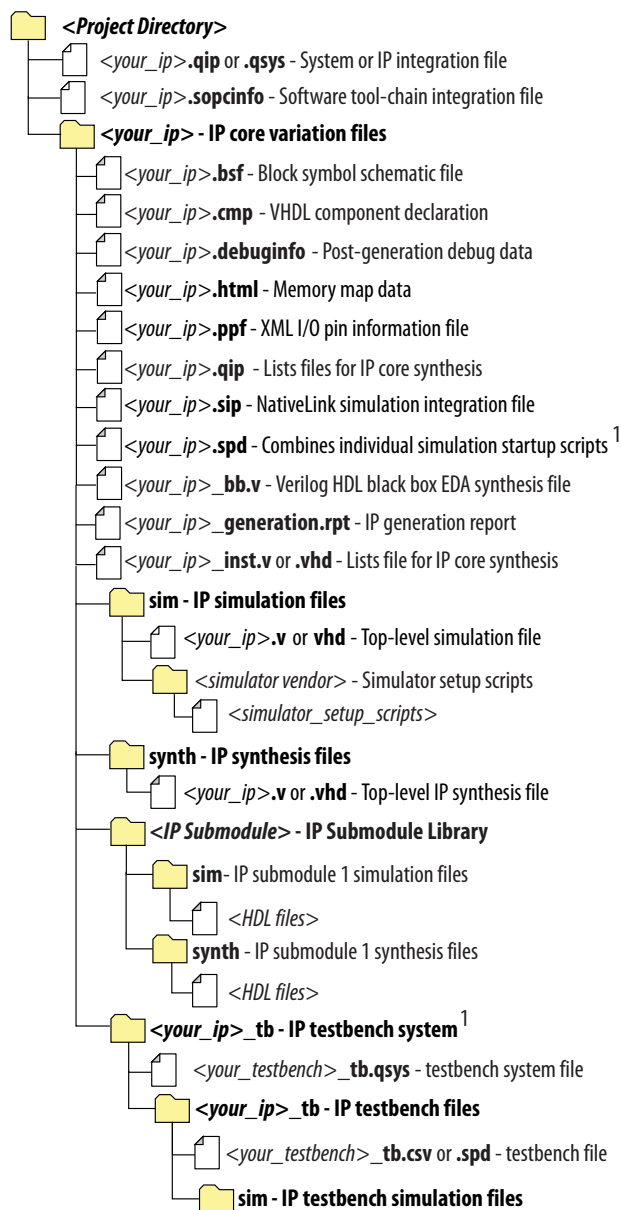 <Project Directory>
<your_ip>.qip or .qsys - System or IP integration file
<your_ip>.sopcinfo - Software tool-chain integration file
<your_ip> - IP core variation files
<your_ip>.bsf - Block symbol schematic file
<your_ip>.cmp - VHDL component declaration
<your_ip>.debuginfo - Post-generation debug data
<your_ip>.html - Memory map data
<your_ip>.ppf - XML I/O pin information file
<your_ip>.qip - Lists files for IP core synthesis
<your_ip>.sip - NativeLink simulation integration file
<your_ip>.spd - Combines individual simulation startup scripts 1
<your_ip>_bb.v - Verilog HDL black box EDA synthesis file
<your_ip>_generation.rpt - IP generation report
<your_ip>_inst.v or .vhd - Lists file for IP core synthesis
sim - IP simulation files
<your_ip>.v or vhd - Top-level simulation file
<simulator vendor> - Simulator setup scripts
<simulator_setup_scripts>
synth - IP synthesis files
<your_ip>.v or .vhd - Top-level IP synthesis file
<IP Submodule> - IP Submodule Library
sim- IP submodule 1 simulation files
<HDL files>
synth - IP submodule 1 synthesis files
<HDL files>
<your_ip>_tb - IP testbench system 1
<your_testbench>_tb.qsys - testbench system file
<your_ip>_tb - IP testbench files
<your_testbench>_tb.csv or .spd - testbench file
sim - IP testbench simulation files